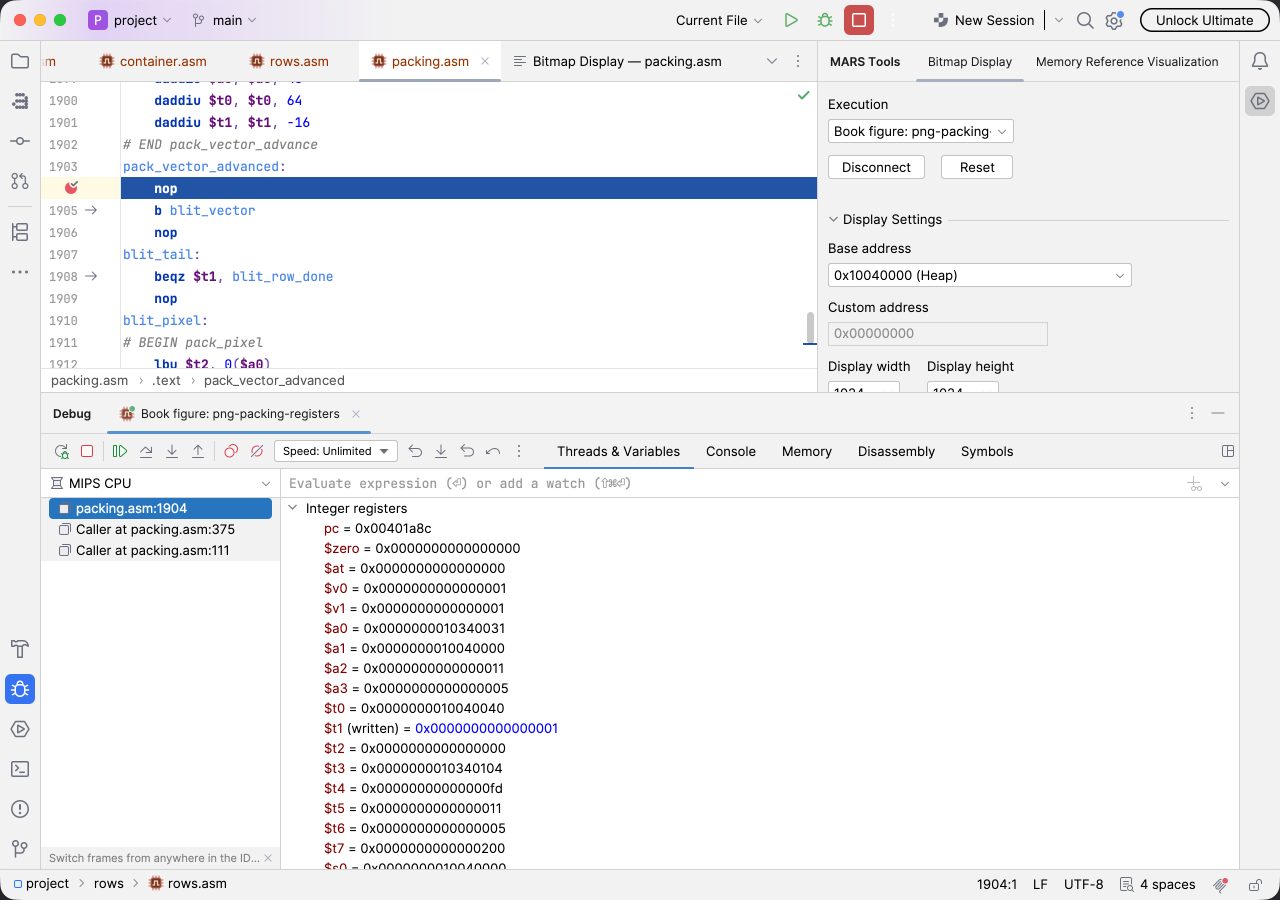 P project main Current File New Session Unlock Ultimate
sm container.asm rows.asm packing.asm Bitmap Display — packing.asm
MARS Tools Bitmap Display Memory Reference Visualization
1900 daddiu $t0, $t0, 64
1901 daddiu $t1, $t1, -16
1902 # END pack_vector_advance
1903 pack_vector_advanced:
nop
1905 b blit_vector
1906 nop
1907 blit_tail:
1908 beqz $t1, blit_row_done
1909 nop
1910 blit_pixel:
1911 # BEGIN pack_pixel
1912 lbu $t2, 0($a0)
packing.asm › .text › pack_vector_advanced
Execution
Book figure: png-packing-
Disconnect Reset
Display Settings
Base address
0x10040000 (Heap)
Custom address
0x00000000
Display width Display height
1024 1024
Debug Book figure: png-packing-registers
Speed: Unlimited Threads & Variables Console Memory Disassembly Symbols
MIPS CPU
packing.asm:1904
Caller at packing.asm:375
Caller at packing.asm:111
Switch frames from anywhere in the ID...
Evaluate expression (⏎) or add a watch (⇧⌘⏎)
Integer registers
pc = 0x00401a8c
$zero = 0x0000000000000000
$at = 0x0000000000000000
$v0 = 0x0000000000000001
$v1 = 0x0000000000000001
$a0 = 0x0000000010340031
$a1 = 0x0000000010040000
$a2 = 0x0000000000000011
$a3 = 0x0000000000000005
$t0 = 0x0000000010040040
$t1 (written) = 0x0000000000000001
$t2 = 0x0000000000000000
$t3 = 0x0000000010340104
$t4 = 0x00000000000000fd
$t5 = 0x0000000000000011
$t6 = 0x0000000000000005
$t7 = 0x0000000000000200
$s0 = 0x0000000010040000
project › rows › rows.asm
1904:1 LF UTF-8 4 spaces